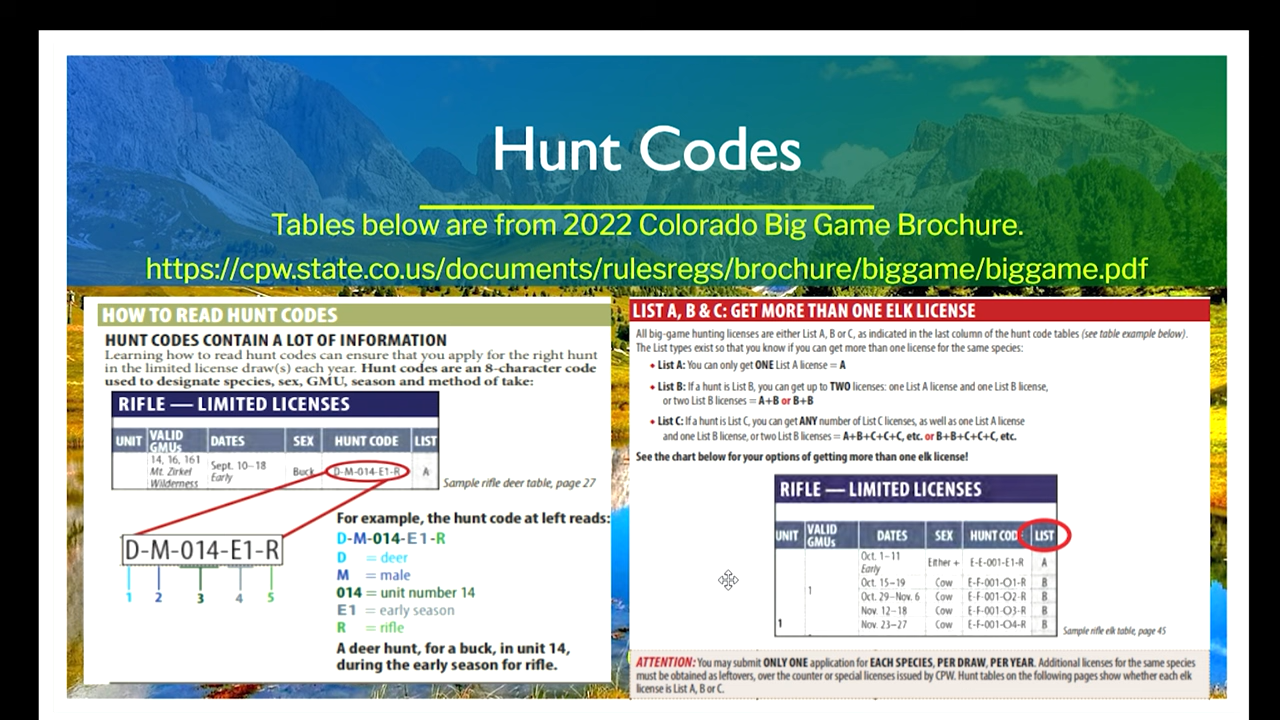 Hunt Codes
Tables below are from 2022 Colorado Big Game Brochure.
https://cpw.state.co.us/documents/rulesregs/brochure/biggame/biggame.pdf
HOW TO READ HUNT CODES
HUNT CODES CONTAIN A LOT OF INFORMATION
Learning how to read hunt codes can ensure that you apply for the right hunt
in the limited license draw(s) each year. Hunt codes are an 8-character code
used to designate species, sex, GMU, season and method of take:
RIFLE — LIMITED LICENSES
UNIT VALID GMUs DATES SEX HUNT CODE LIST
14, 16, 161
Mt. Zirkel
Wilderness
Sept. 10–18
Early
Buck D-M-014-E1-R A
Sample rifle deer table, page 27
D-M-014-E1-R
1 2 3 4 5
For example, the hunt code at left reads:
D-M-014-E1-R
D = deer
M = male
014 = unit number 14
E1 = early season
R = rifle
A deer hunt, for a buck, in unit 14,
during the early season for rifle.
LIST A, B & C: GET MORE THAN ONE ELK LICENSE
All big-game hunting licenses are either List A, B or C, as indicated in the last column of the hunt code tables (see table example below).
The List types exist so that you know if you can get more than one license for the same species:
• List A: You can only get ONE List A license = A
• List B: If a hunt is List B, you can get up to TWO licenses: one List A license and one List B license,
or two List B licenses = A+B or B+B
• List C: If a hunt is List C, you can get ANY number of List C licenses, as well as one List A license
and one List B license, or two List B licenses = A+B+C+C+C, etc. or B+B+C+C+C, etc.
See the chart below for your options of getting more than one elk license!
RIFLE — LIMITED LICENSES
UNIT VALID GMUs DATES SEX HUNT CODE LIST
Oct. 1–11
Early
Either + E-E-001-E1-R A
1
Oct. 15–19 Cow E-F-001-O1-R B
Oct. 29–Nov. 6 Cow E-F-001-O2-R B
Nov. 12–18 Cow E-F-001-O3-R B
1 Nov. 23–27 Cow E-F-001-O4-R B
Sample rifle elk table, page 45
ATTENTION: You may submit ONLY ONE application for EACH SPECIES, PER DRAW, PER YEAR. Additional licenses for the same species
must be obtained as leftovers, over the counter or special licenses issued by CPW. Hunt tables on the following pages show whether each elk
license is List A, B or C.